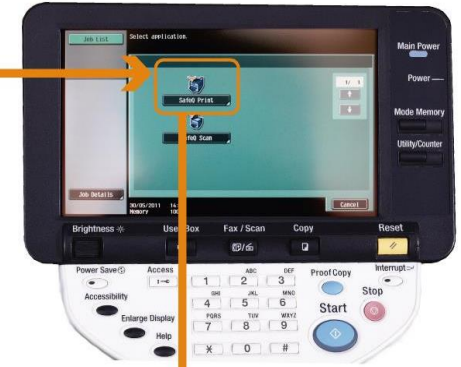 Job List
Select application.
Main Power
1/ 1
Power
SafeQ Print
Mode Memory
SafeQ Scan
Utility/Counter
Job Details
30/05/2011 14:
Memory 100
Cancel
Brightness
Use Box
Fax / Scan
Copy
Reset
Power Save
Access
ABC
DEF
Proof Copy
Interrupt
1
2
3
GHI
JKL
MNO
Accessibility
4
5
6
Start
Stop
PQRS
TUV
WXYZ
Enlarge Display
7
8
9
Help
* 0 #